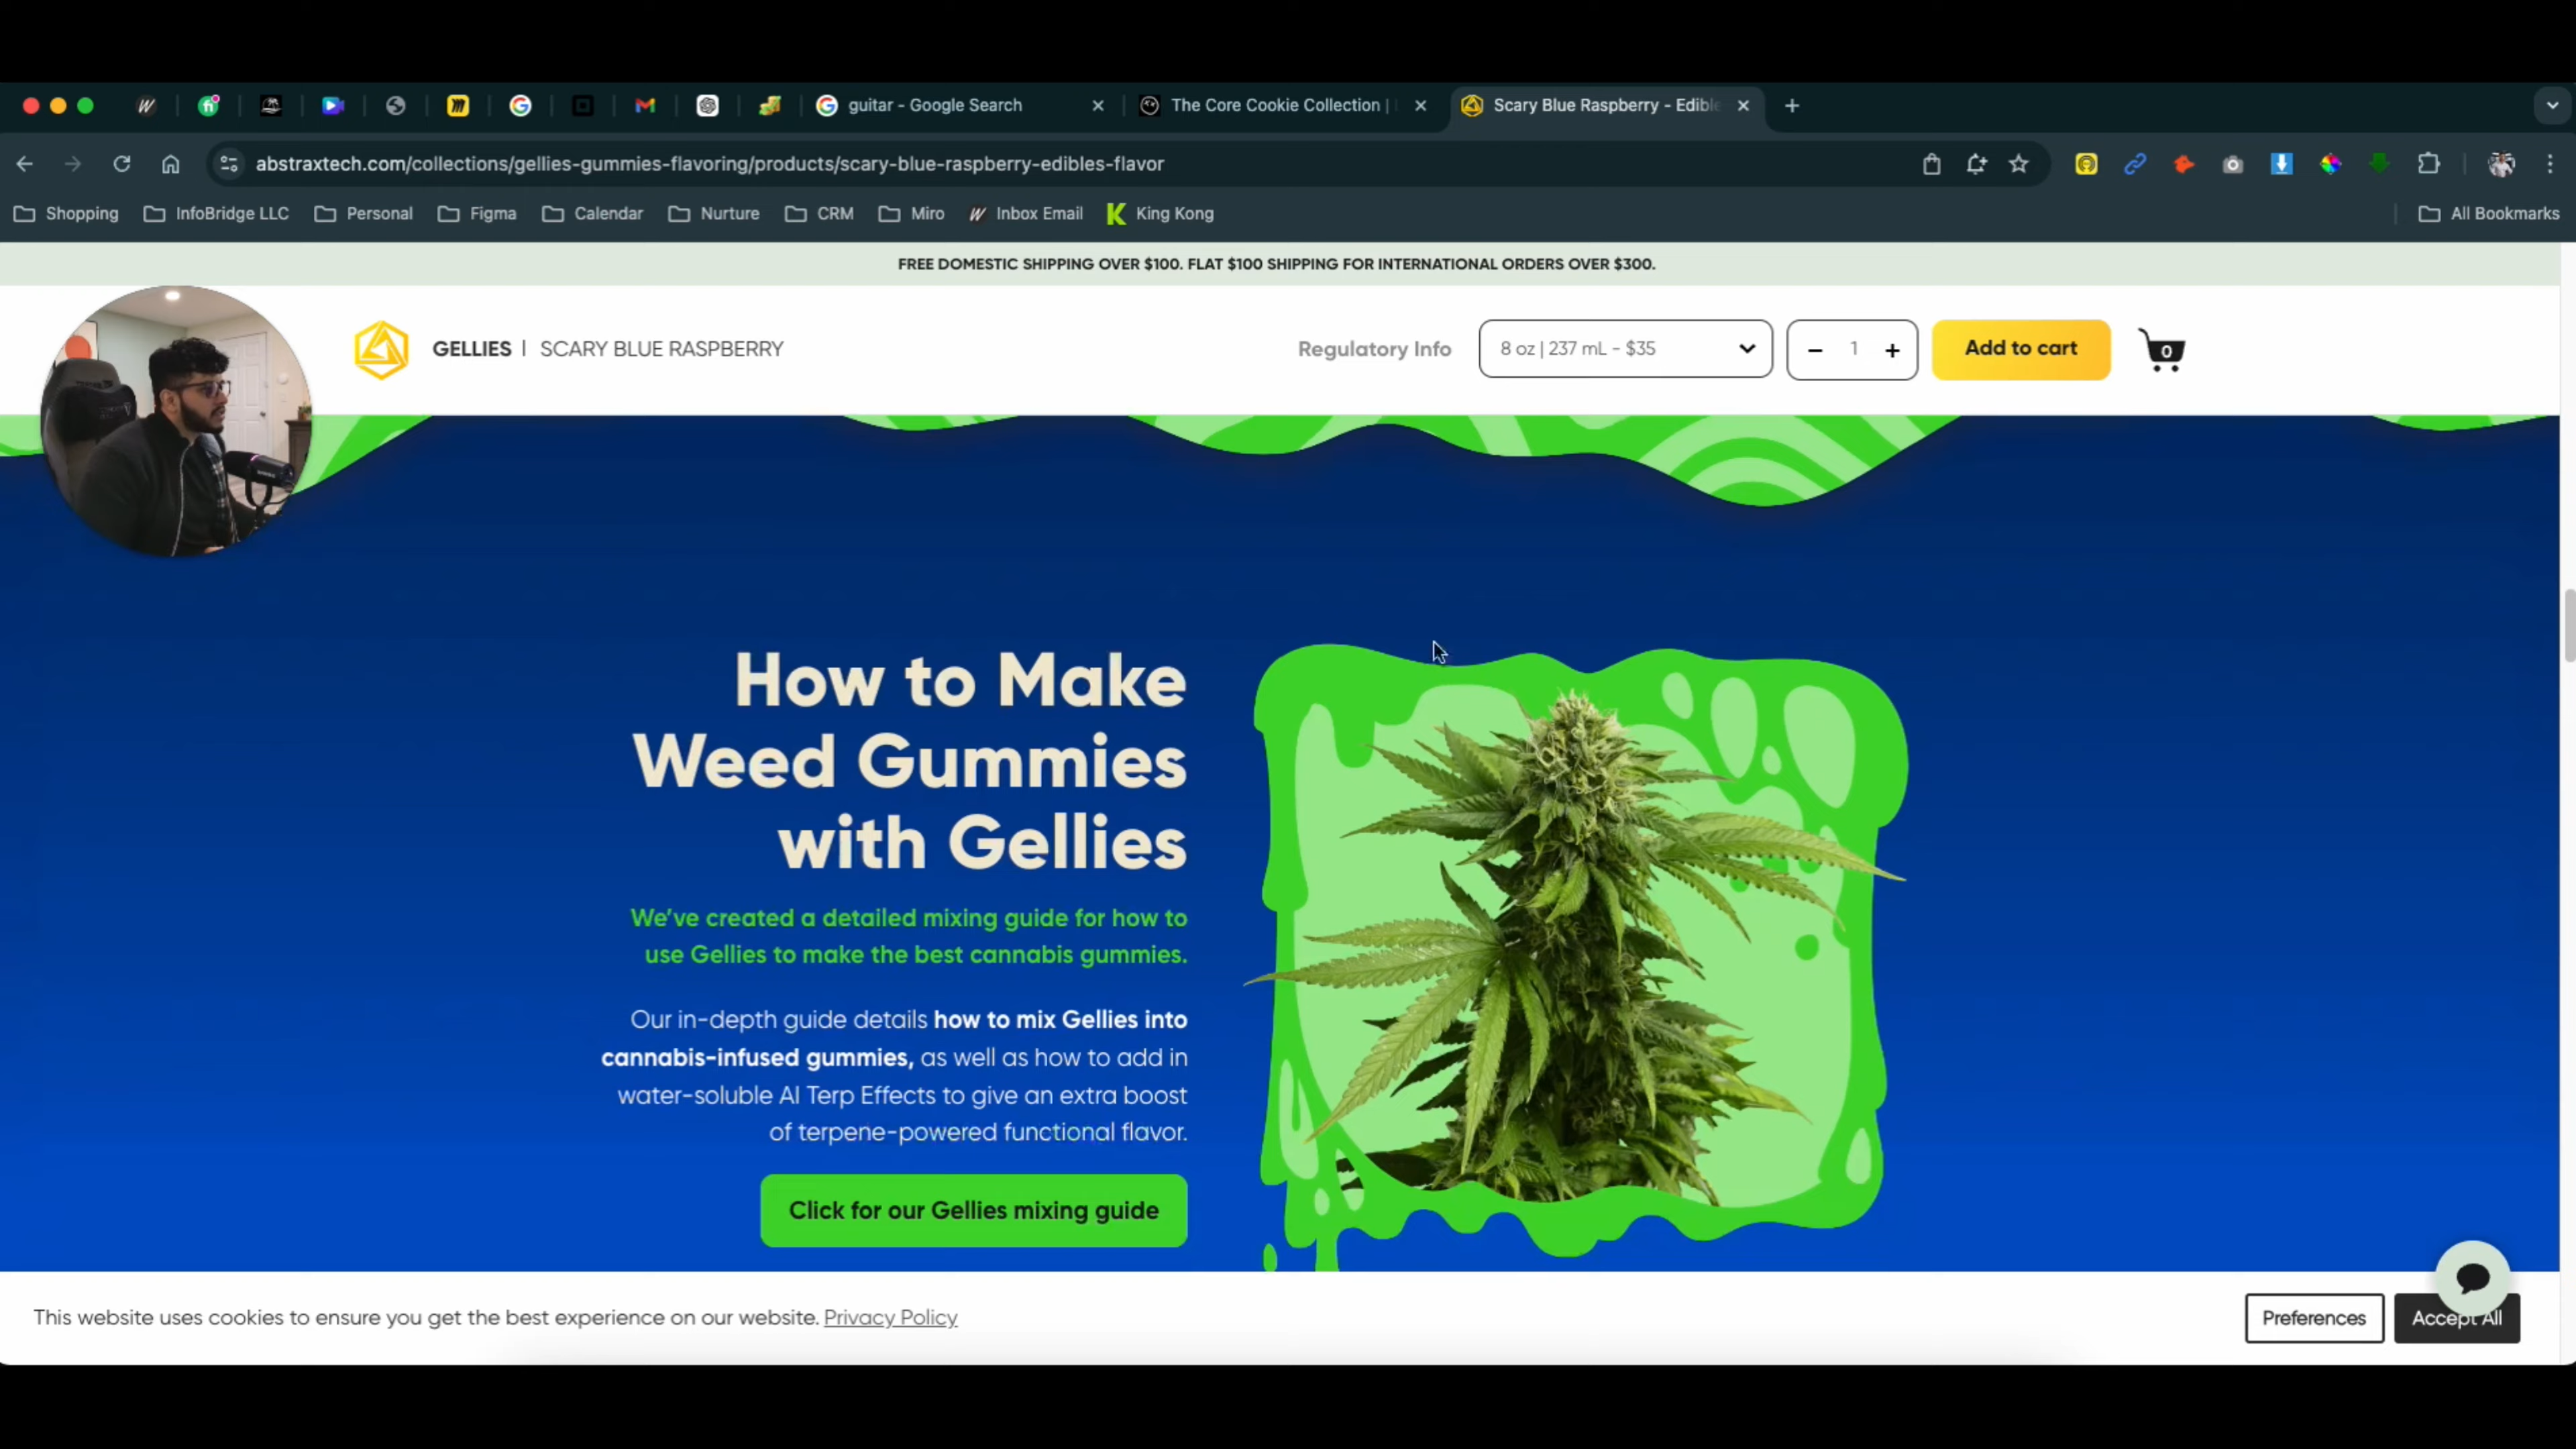 guitar - Google Search
The Core Cookie Collection |
Scary Blue Raspberry - Edible
abstraxtech.com/collections/gellies-gummies-flavoring/products/scary-blue-raspberry-edibles-flavor
Shopping InfoBridge LLC Personal Figma Calendar Nurture CRM Miro Inbox Email King Kong All Bookmarks
FREE DOMESTIC SHIPPING OVER $100. FLAT $100 SHIPPING FOR INTERNATIONAL ORDERS OVER $300.
GELLIES | SCARY BLUE RASPBERRY Regulatory Info 8 oz | 237 mL - $35 − 1 + Add to cart 0
How to Make
Weed Gummies
with Gellies
We've created a detailed mixing guide for how to
use Gellies to make the best cannabis gummies.
Our in-depth guide details how to mix Gellies into
cannabis-infused gummies, as well as how to add in
water-soluble AI Terp Effects to give an extra boost
of terpene-powered functional flavor.
Click for our Gellies mixing guide
This website uses cookies to ensure you get the best experience on our website. Privacy Policy Preferences Accept All